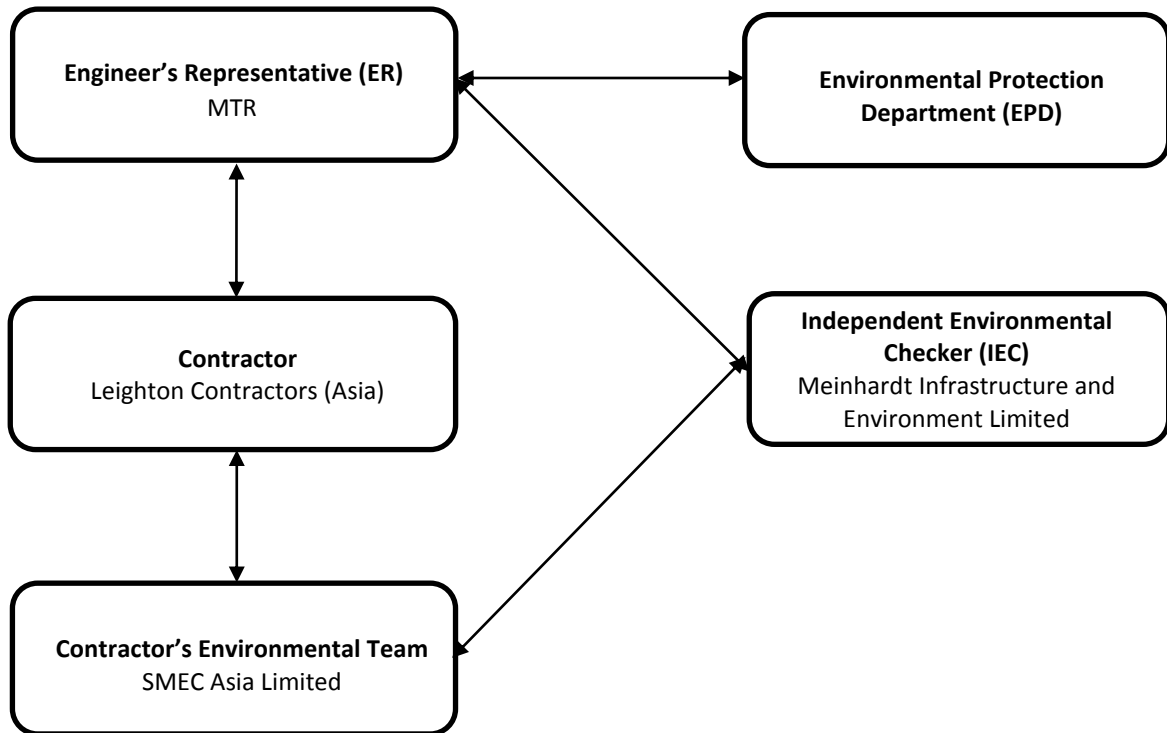 Engineer’s Representative (ER)
MTR
Environmental Protection
Department (EPD)
Contractor
Leighton Contractors (Asia)
Independent Environmental
Checker (IEC)
Meinhardt Infrastructure and
Environment Limited
Contractor’s Environmental Team
SMEC Asia Limited